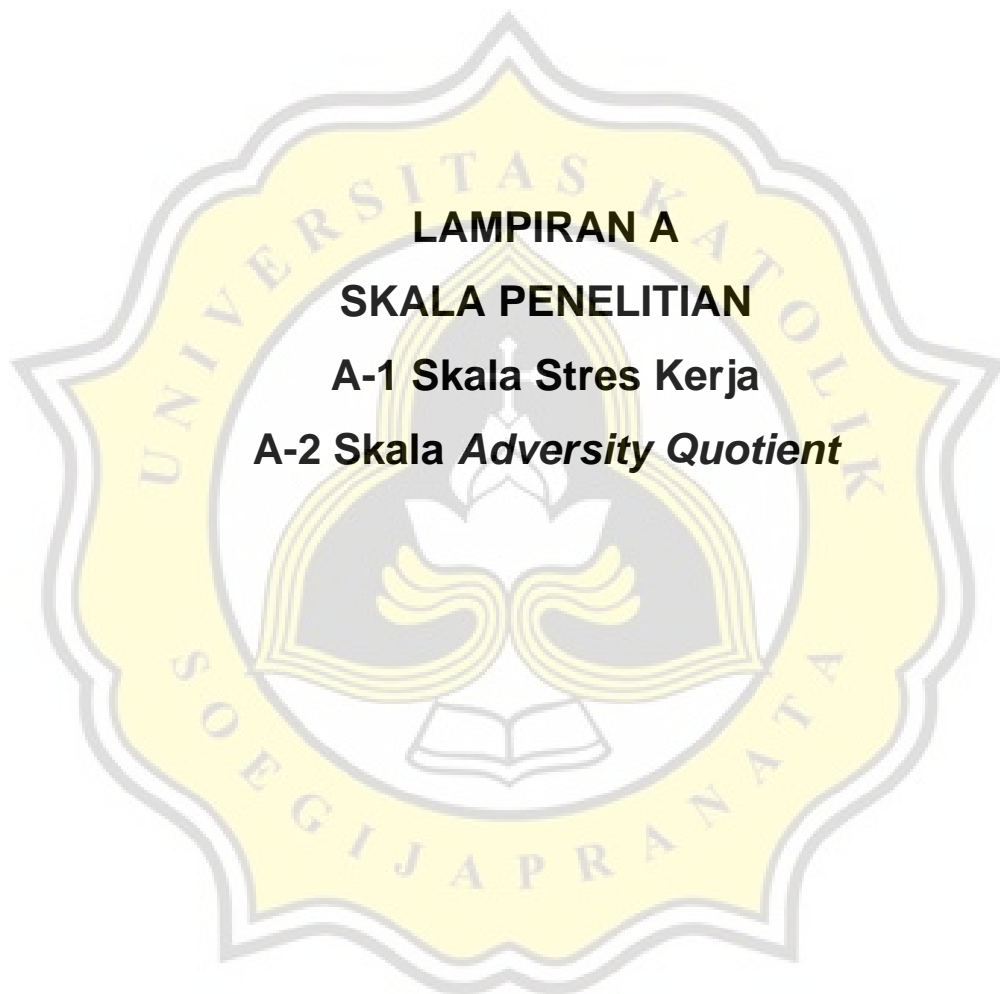 LAMPIRAN A
SKALA PENELITIAN
A-1 Skala Stres Kerja
A-2 Skala Adversity Quotient
UNIVERSITAS KATOLIK
SOEGIJAPRANATA